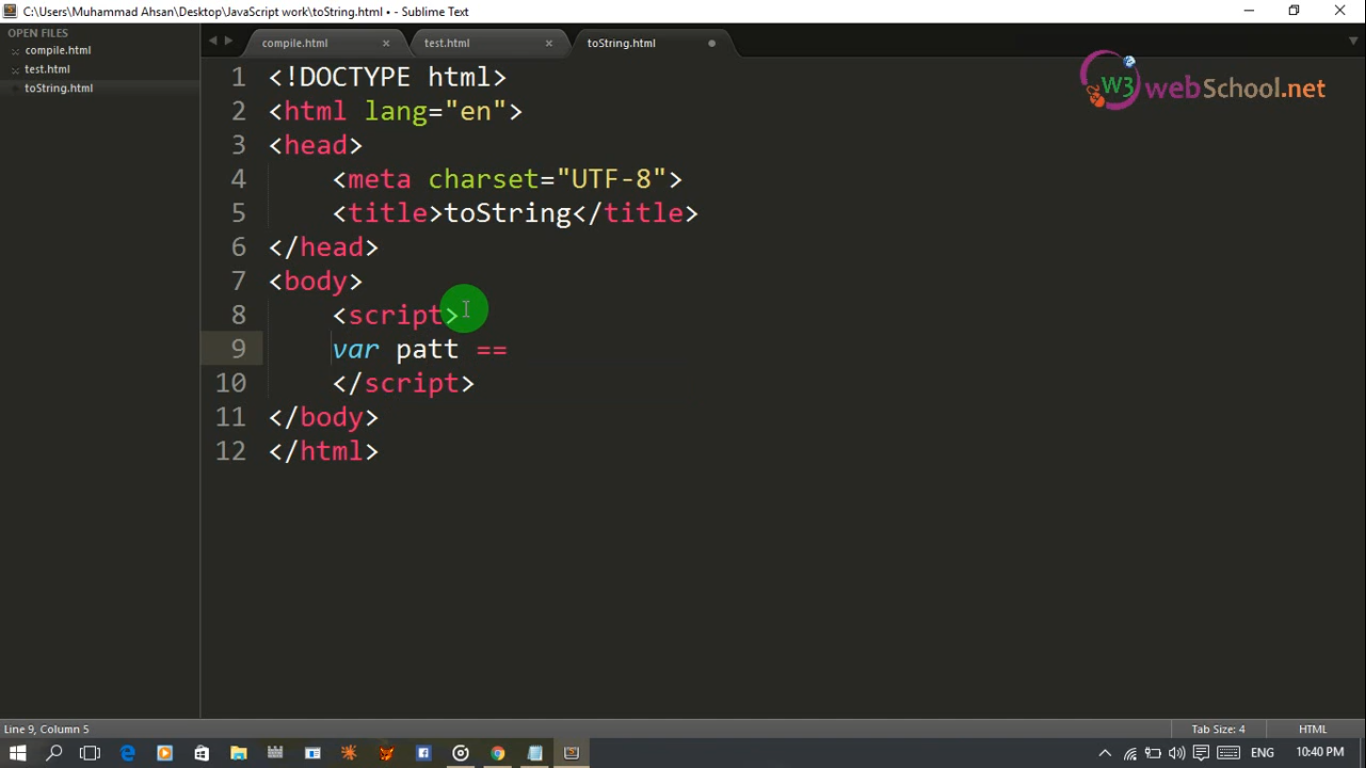 C:\Users\Muhammad Ahsan\Desktop\JavaScript work\toString.html • - Sublime Text
OPEN FILES
compile.html
test.html
toString.html
compile.html × test.html × toString.html
W3 webSchool.net
1 <!DOCTYPE html>
2 <html lang="en">
3 <head>
4 <meta charset="UTF-8">
5 <title>toString</title>
6 </head>
7 <body>
8 <script>
9 var patt ==
10 </script>
11 </body>
12 </html>
Line 9, Column 5 Tab Size: 4 HTML
ENG 10:40 PM